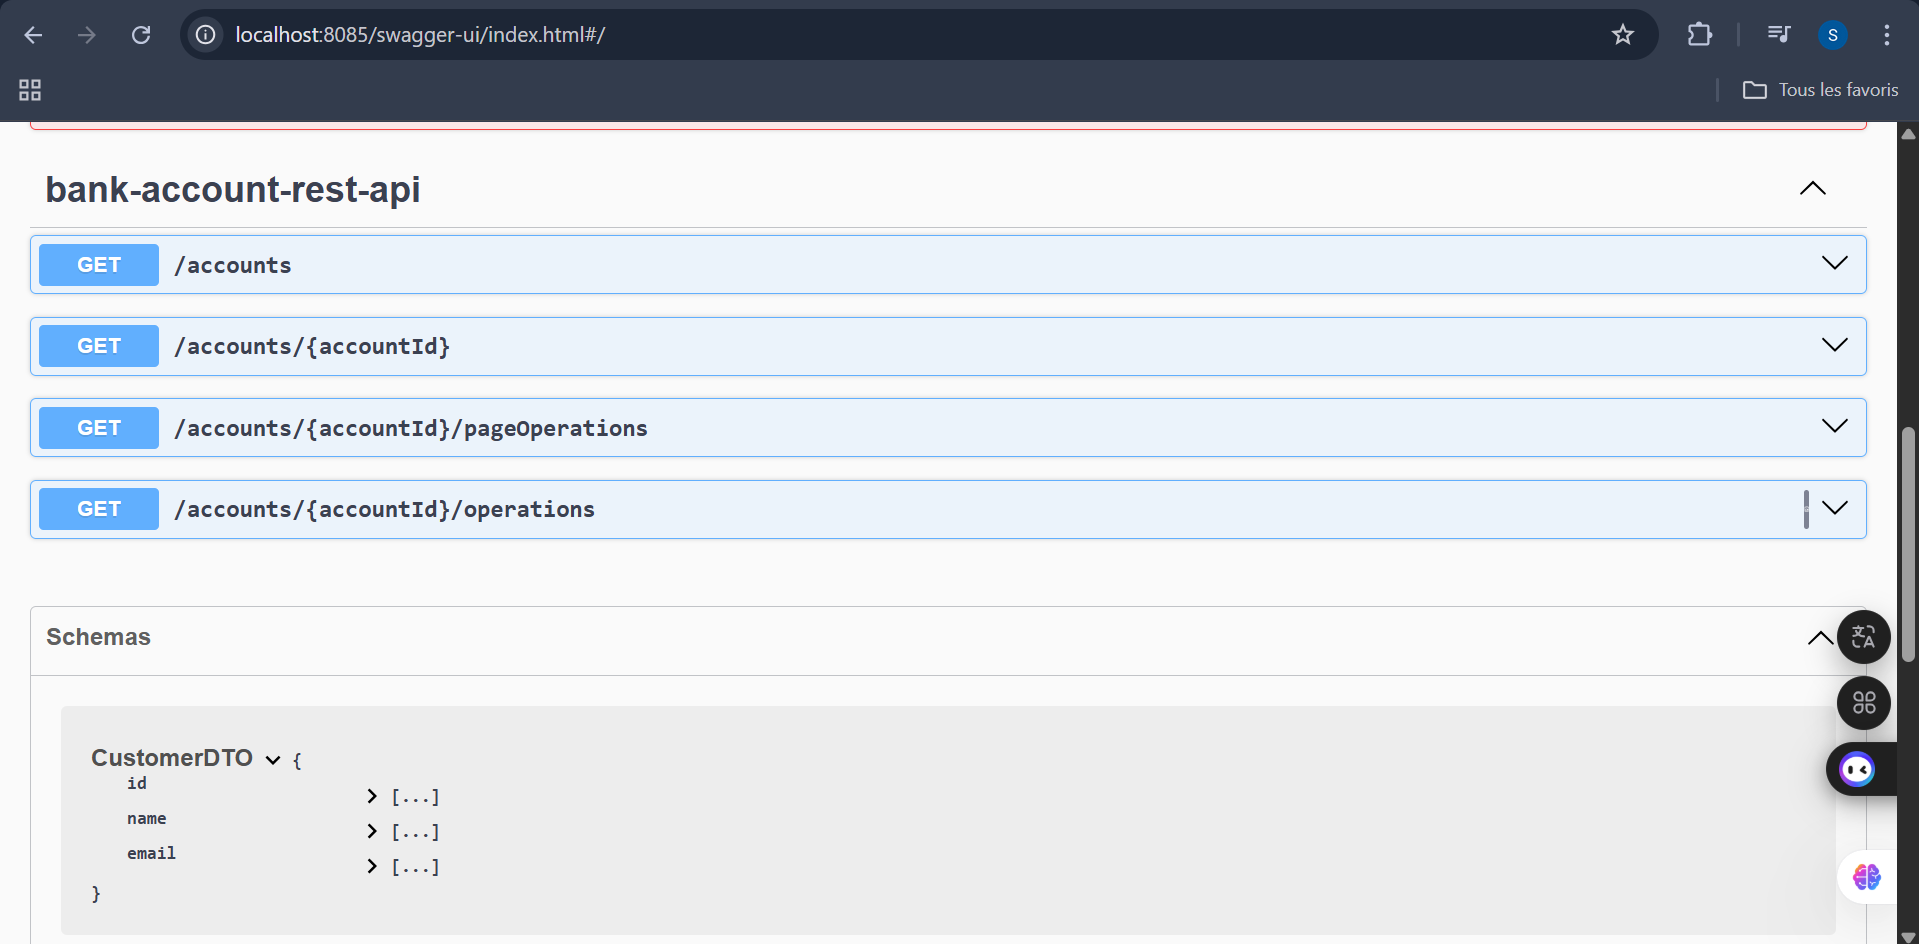 localhost:8085/swagger-ui/index.html#/
S
Tous les favoris
bank-account-rest-api
GET /accounts
GET /accounts/{accountId}
GET /accounts/{accountId}/pageOperations
GET /accounts/{accountId}/operations
Schemas
CustomerDTO {
id [...]
name [...]
email [...]
}